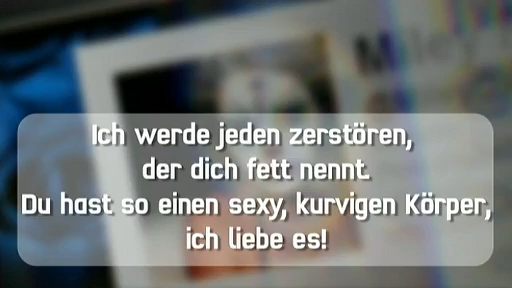 Ich werde jeden zerstören,
der dich fett nennt.
Du hast so einen sexy, kurvigen Körper,
ich liebe es!